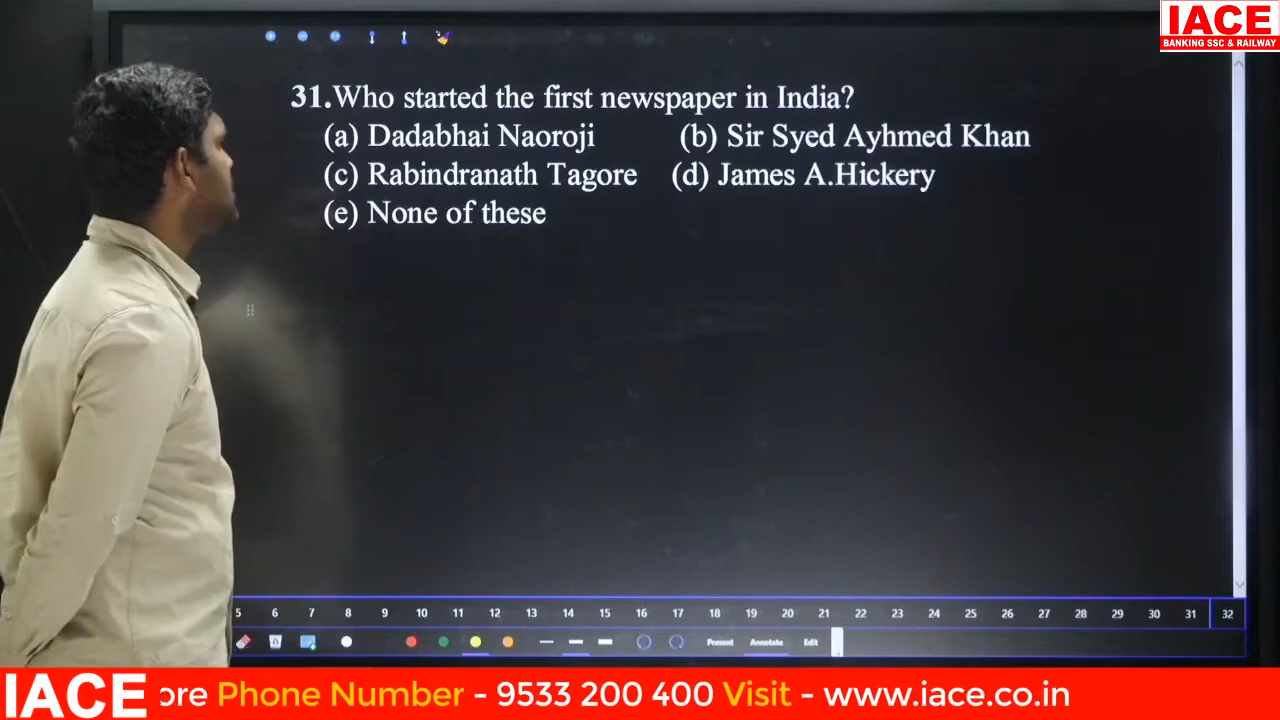 IACE
BANKING SSC & RAILWAY
31.Who started the first newspaper in India?
(a) Dadabhai Naoroji (b) Sir Syed Ayhmed Khan
(c) Rabindranath Tagore (d) James A.Hickery
(e) None of these
5 6 7 8 9 10 11 12 13 14 15 16 17 18 19 20 21 22 23 24 25 26 27 28 29 30 31 32
Present Annotate Edit
IACE ore Phone Number - 9533 200 400 Visit - www.iace.co.in